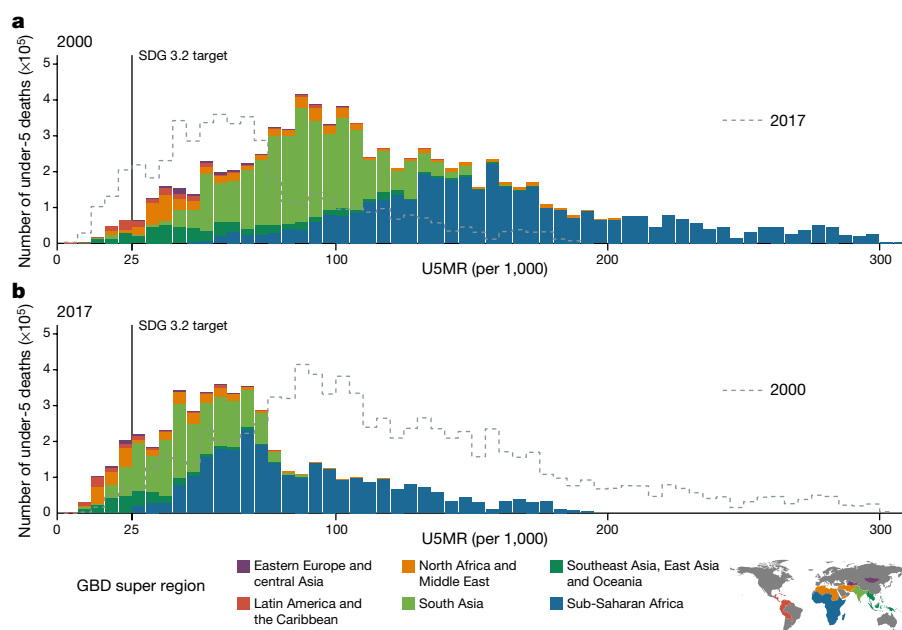 a
2000
SDG 3.2 target
5
4
3
2
1
0
Number of under-5 deaths (×10⁵)
2017
0
25
100
200
300
U5MR (per 1,000)
b
2017
SDG 3.2 target
5
4
3
2
1
0
Number of under-5 deaths (×10⁵)
2000
0
25
100
200
300
U5MR (per 1,000)
GBD super region
Eastern Europe and
central Asia
Latin America and
the Caribbean
North Africa and
Middle East
South Asia
Southeast Asia, East Asia
and Oceania
Sub-Saharan Africa